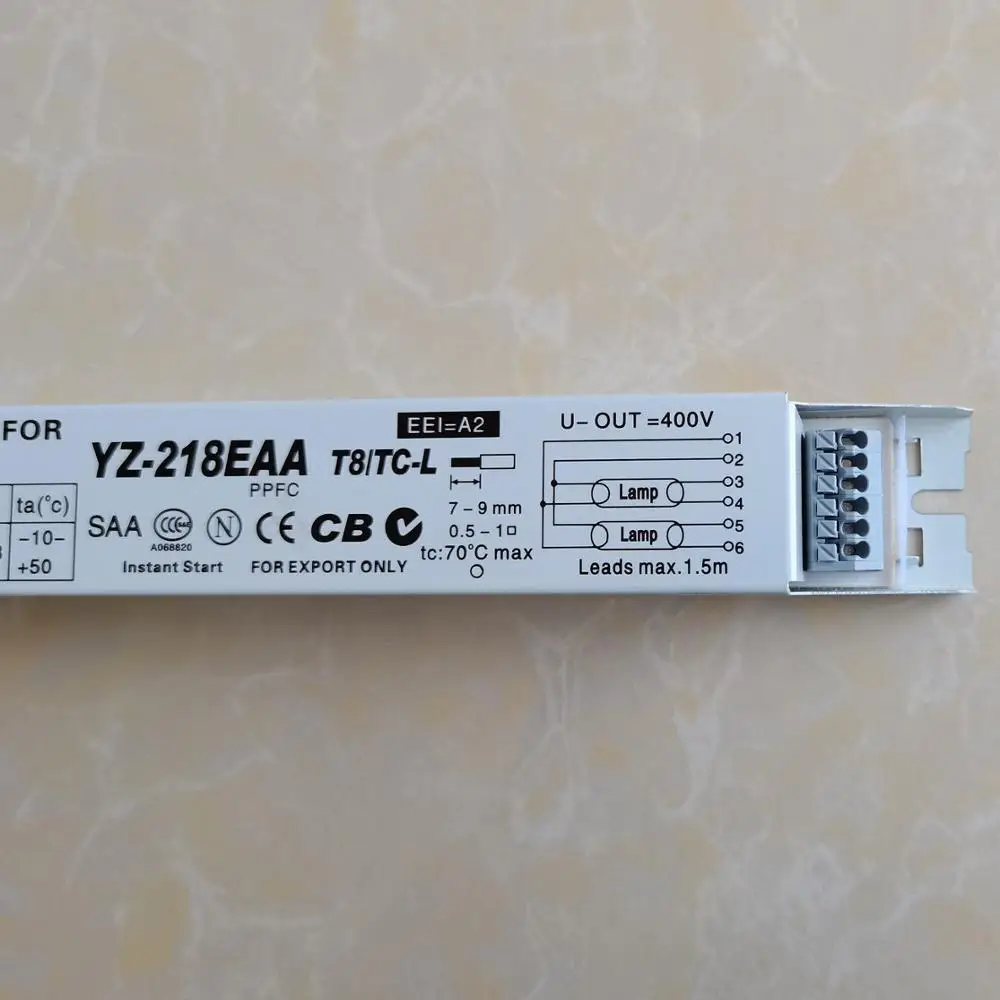 FOR
YZ-218EAA T8/TC-L
PPFC
EEI=A2
ta(°c)
-10-
+50
3
SAA CCC S&E N CE CB
A068820
Instant Start FOR EXPORT ONLY
7-9 mm
0.5-1□
tc:70°C max
U- OUT =400V
1
2
3
Lamp
4
5
Lamp
6
Leads max.1.5m